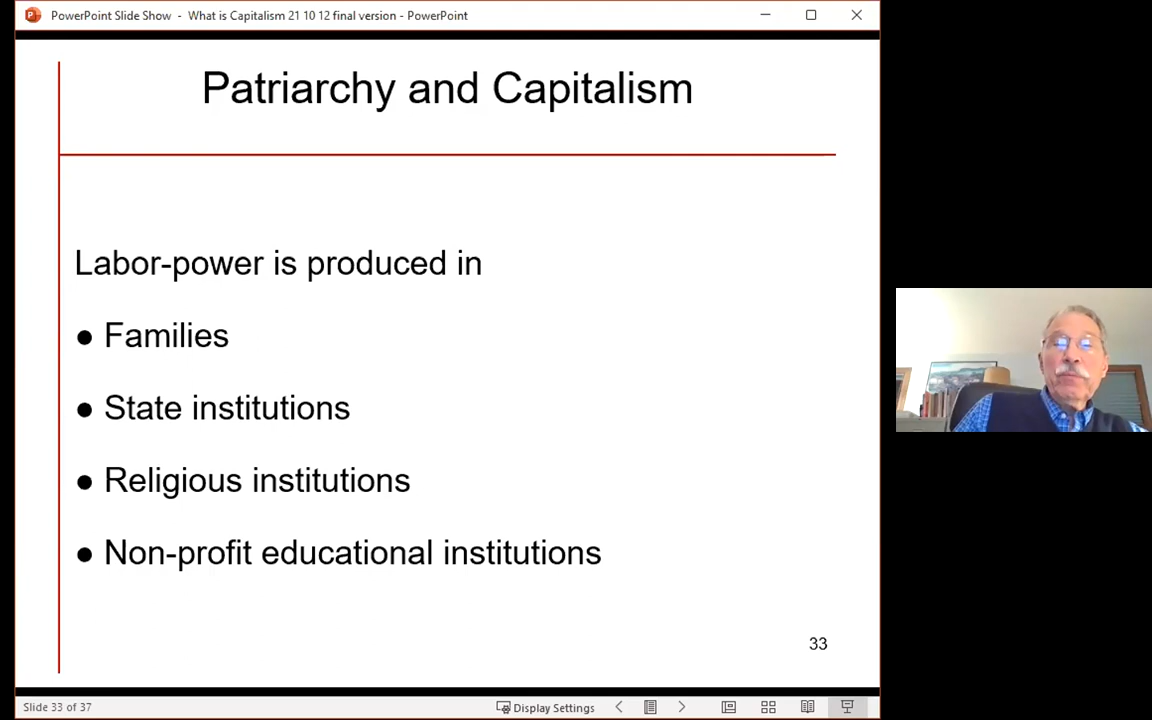 PowerPoint Slide Show - What is Capitalism 21 10 12 final version - PowerPoint
Patriarchy and Capitalism
Labor-power is produced in
● Families
● State institutions
● Religious institutions
● Non-profit educational institutions
33
Slide 33 of 37
Display Settings